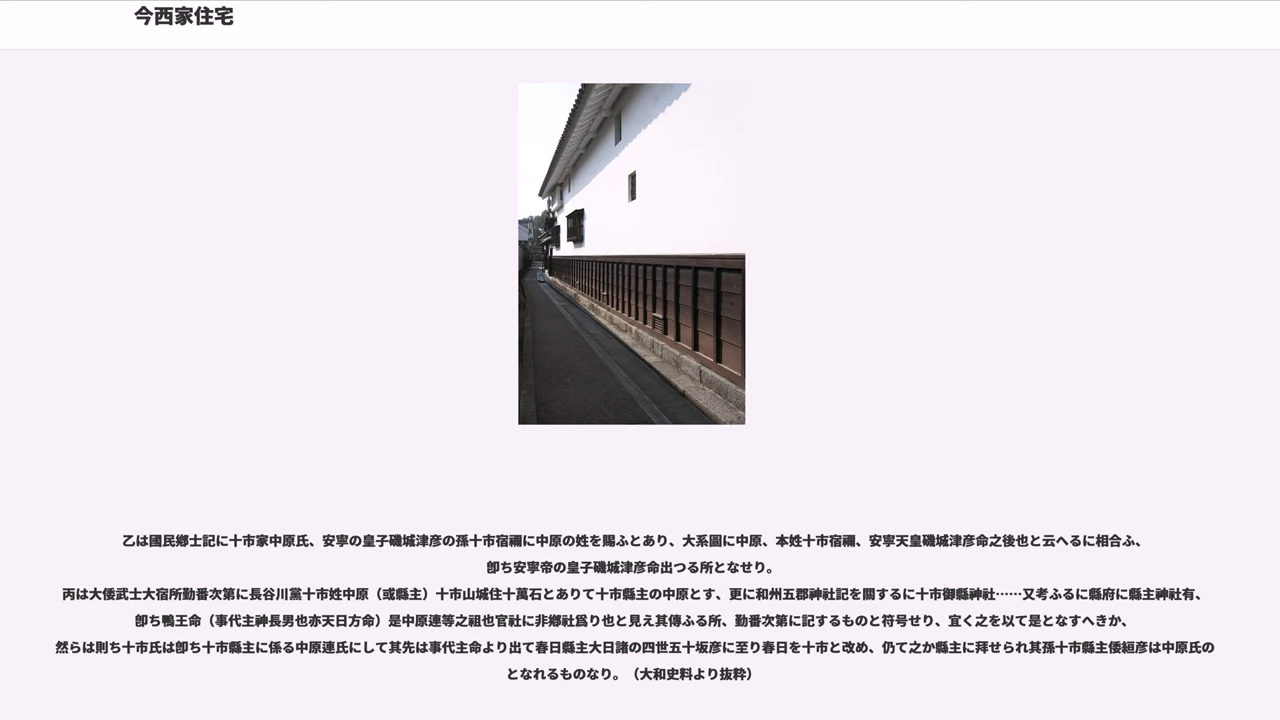 今西家住宅
乙は國民鄕士記に十市家中原氏、安寧の皇子磯城津彦の孫十市宿禰に中原の姓を賜ふとあり、大系圖に中原、本姓十市宿禰、安寧天皇磯城津彦命之後也と云へるに相合ふ、
卽ち安寧帝の皇子磯城津彦命出つる所となせり。
丙は大倭武士大宿所勤番次第に長谷川黨十市姓中原（或縣主）十市山城住十萬石とありて十市縣主の中原とす、更に和州五郡神社記を閲するに十市御縣神社……又考ふるに縣府に縣主神社有、
卽ち鴨王命（事代主神長男也亦天日方命）是中原連等之祖也官社に非鄕社爲り也と見え其傳ふる所、勤番次第に記するものと符号せり、宜く之を以て是となすへきか、
然らは則ち十市氏は卽ち十市縣主に係る中原連氏にして其先は事代主命より出て春日縣主大日諸の四世五十坂彦に至り春日を十市と改め、仍て之か縣主に拜せられ其孫十市縣主倭絙彦は中原氏の
となれるものなり。（大和史料より抜粋）